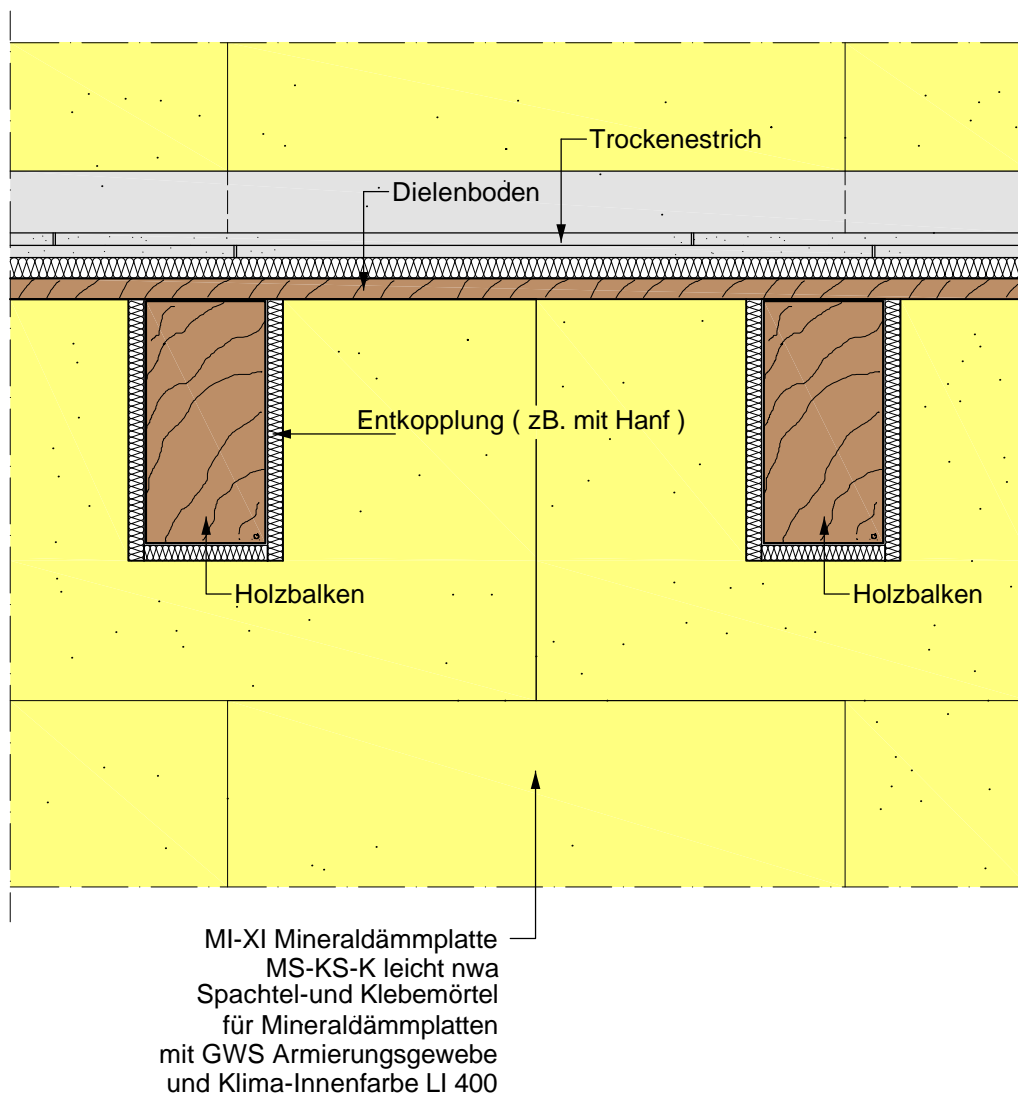 Trockenestrich
Dielenboden
Entkopplung ( zB. mit Hanf )
Holzbalken
Holzbalken
MI-XI Mineraldämmplatte
MS-KS-K leicht nwa
Spachtel-und Klebemörtel
für Mineraldämmplatten
mit GWS Armierungsgewebe
und Klima-Innenfarbe LI 400